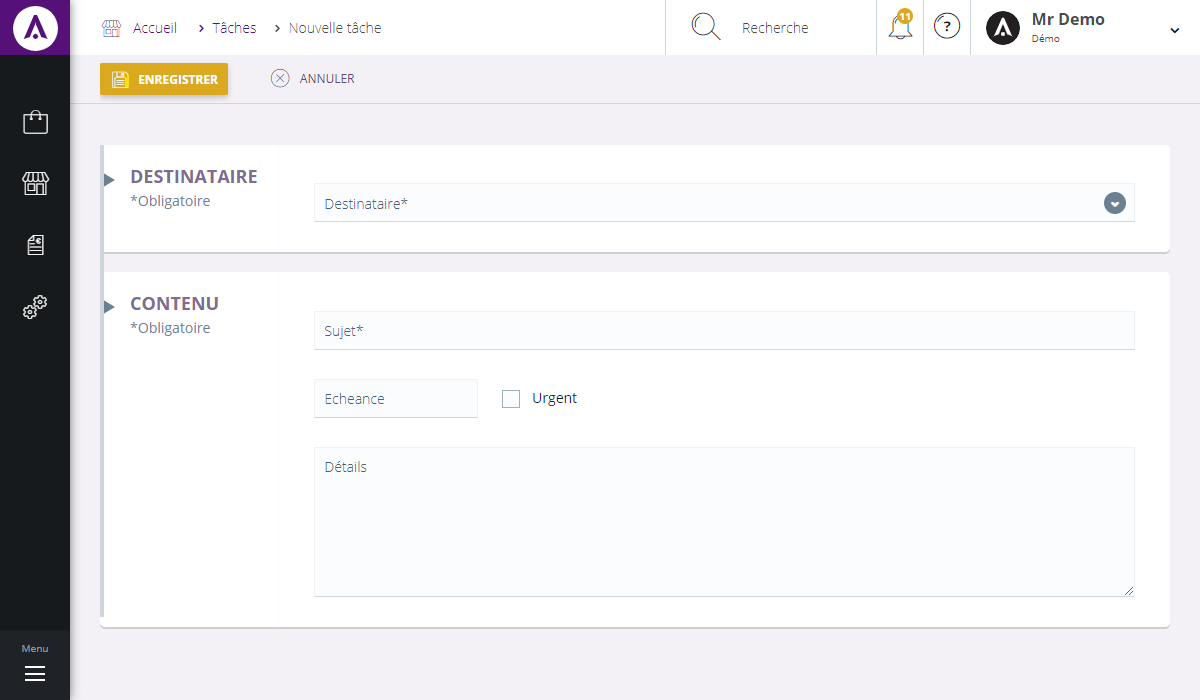 Accueil > Tâches > Nouvelle tâche
Recherche
11
?
Mr Demo
Démo
ENREGISTRER
ANNULER
DESTINATAIRE
*Obligatoire
Destinataire*
CONTENU
*Obligatoire
Sujet*
Echeance
Urgent
Détails
Menu